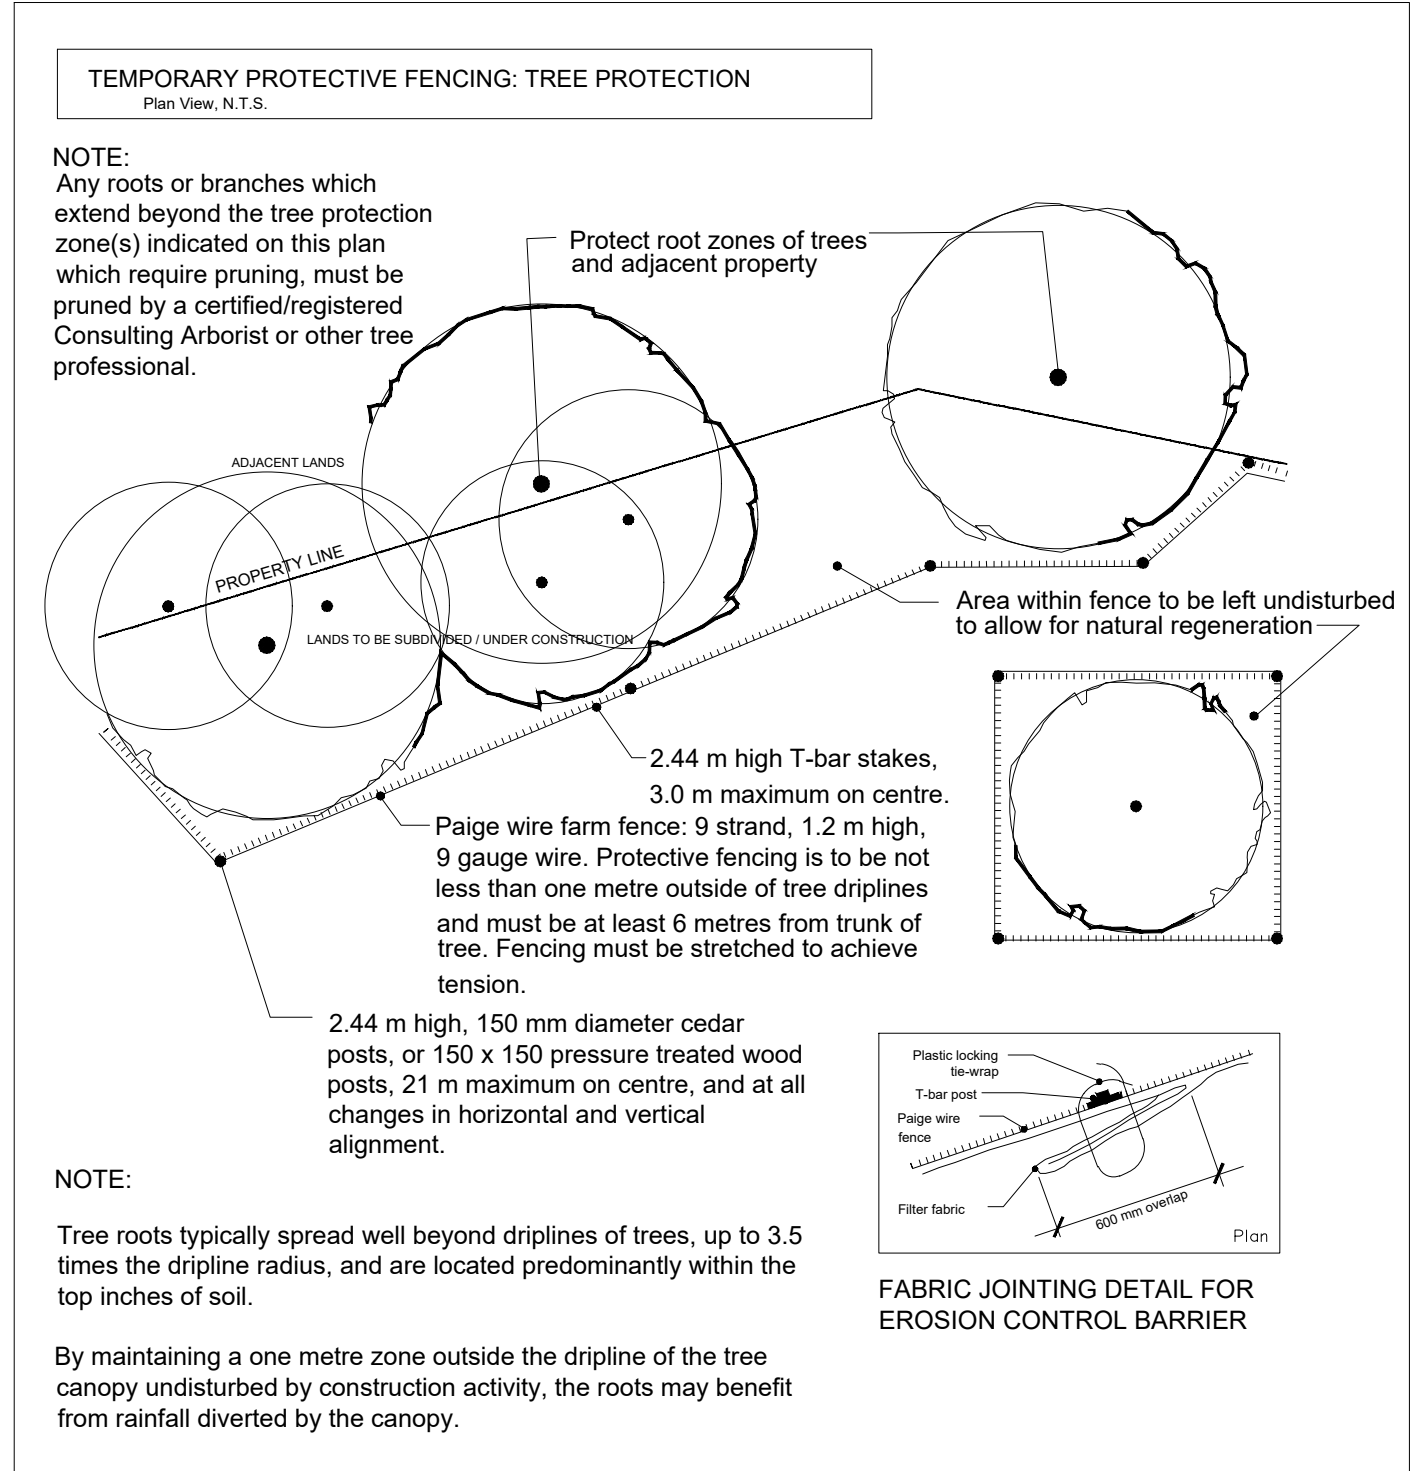 TEMPORARY PROTECTIVE FENCING: TREE PROTECTION
Plan View, N.T.S.
NOTE:
Any roots or branches which
extend beyond the tree protection
zone(s) indicated on this plan
which require pruning, must be
pruned by a certified/registered
Consulting Arborist or other tree
professional.
Protect root zones of trees
and adjacent property
ADJACENT LANDS
PROPERTY LINE
LANDS TO BE SUBDIVIDED / UNDER CONSTRUCTION
Area within fence to be left undisturbed
to allow for natural regeneration
2.44 m high T-bar stakes,
3.0 m maximum on centre.
Paige wire farm fence: 9 strand, 1.2 m high,
9 gauge wire. Protective fencing is to be not
less than one metre outside of tree driplines
and must be at least 6 metres from trunk of
tree. Fencing must be stretched to achieve
tension.
2.44 m high, 150 mm diameter cedar
posts, or 150 x 150 pressure treated wood
posts, 21 m maximum on centre, and at all
changes in horizontal and vertical
alignment.
NOTE:
Tree roots typically spread well beyond driplines of trees, up to 3.5
times the dripline radius, and are located predominantly within the
top inches of soil.
By maintaining a one metre zone outside the dripline of the tree
canopy undisturbed by construction activity, the roots may benefit
from rainfall diverted by the canopy.
Plastic locking
tie-wrap
T-bar post
Paige wire
fence
Filter fabric
600 mm overlap
Plan
FABRIC JOINTING DETAIL FOR
EROSION CONTROL BARRIER